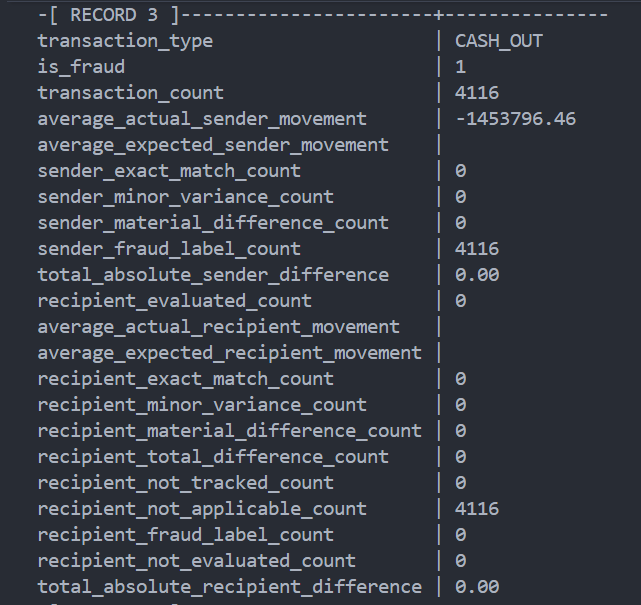 -[ RECORD 3 ]-----------------------+---------------
transaction_type                    | CASH_OUT
is_fraud                            | 1
transaction_count                   | 4116
average_actual_sender_movement      | -1453796.46
average_expected_sender_movement    |
sender_exact_match_count            | 0
sender_minor_variance_count         | 0
sender_material_difference_count    | 0
sender_fraud_label_count            | 4116
total_absolute_sender_difference    | 0.00
recipient_evaluated_count           | 0
average_actual_recipient_movement   |
average_expected_recipient_movement |
recipient_exact_match_count         | 0
recipient_minor_variance_count      | 0
recipient_material_difference_count | 0
recipient_total_difference_count    | 0
recipient_not_tracked_count         | 0
recipient_not_applicable_count      | 4116
recipient_fraud_label_count         | 0
recipient_not_evaluated_count       | 0
total_absolute_recipient_difference | 0.00